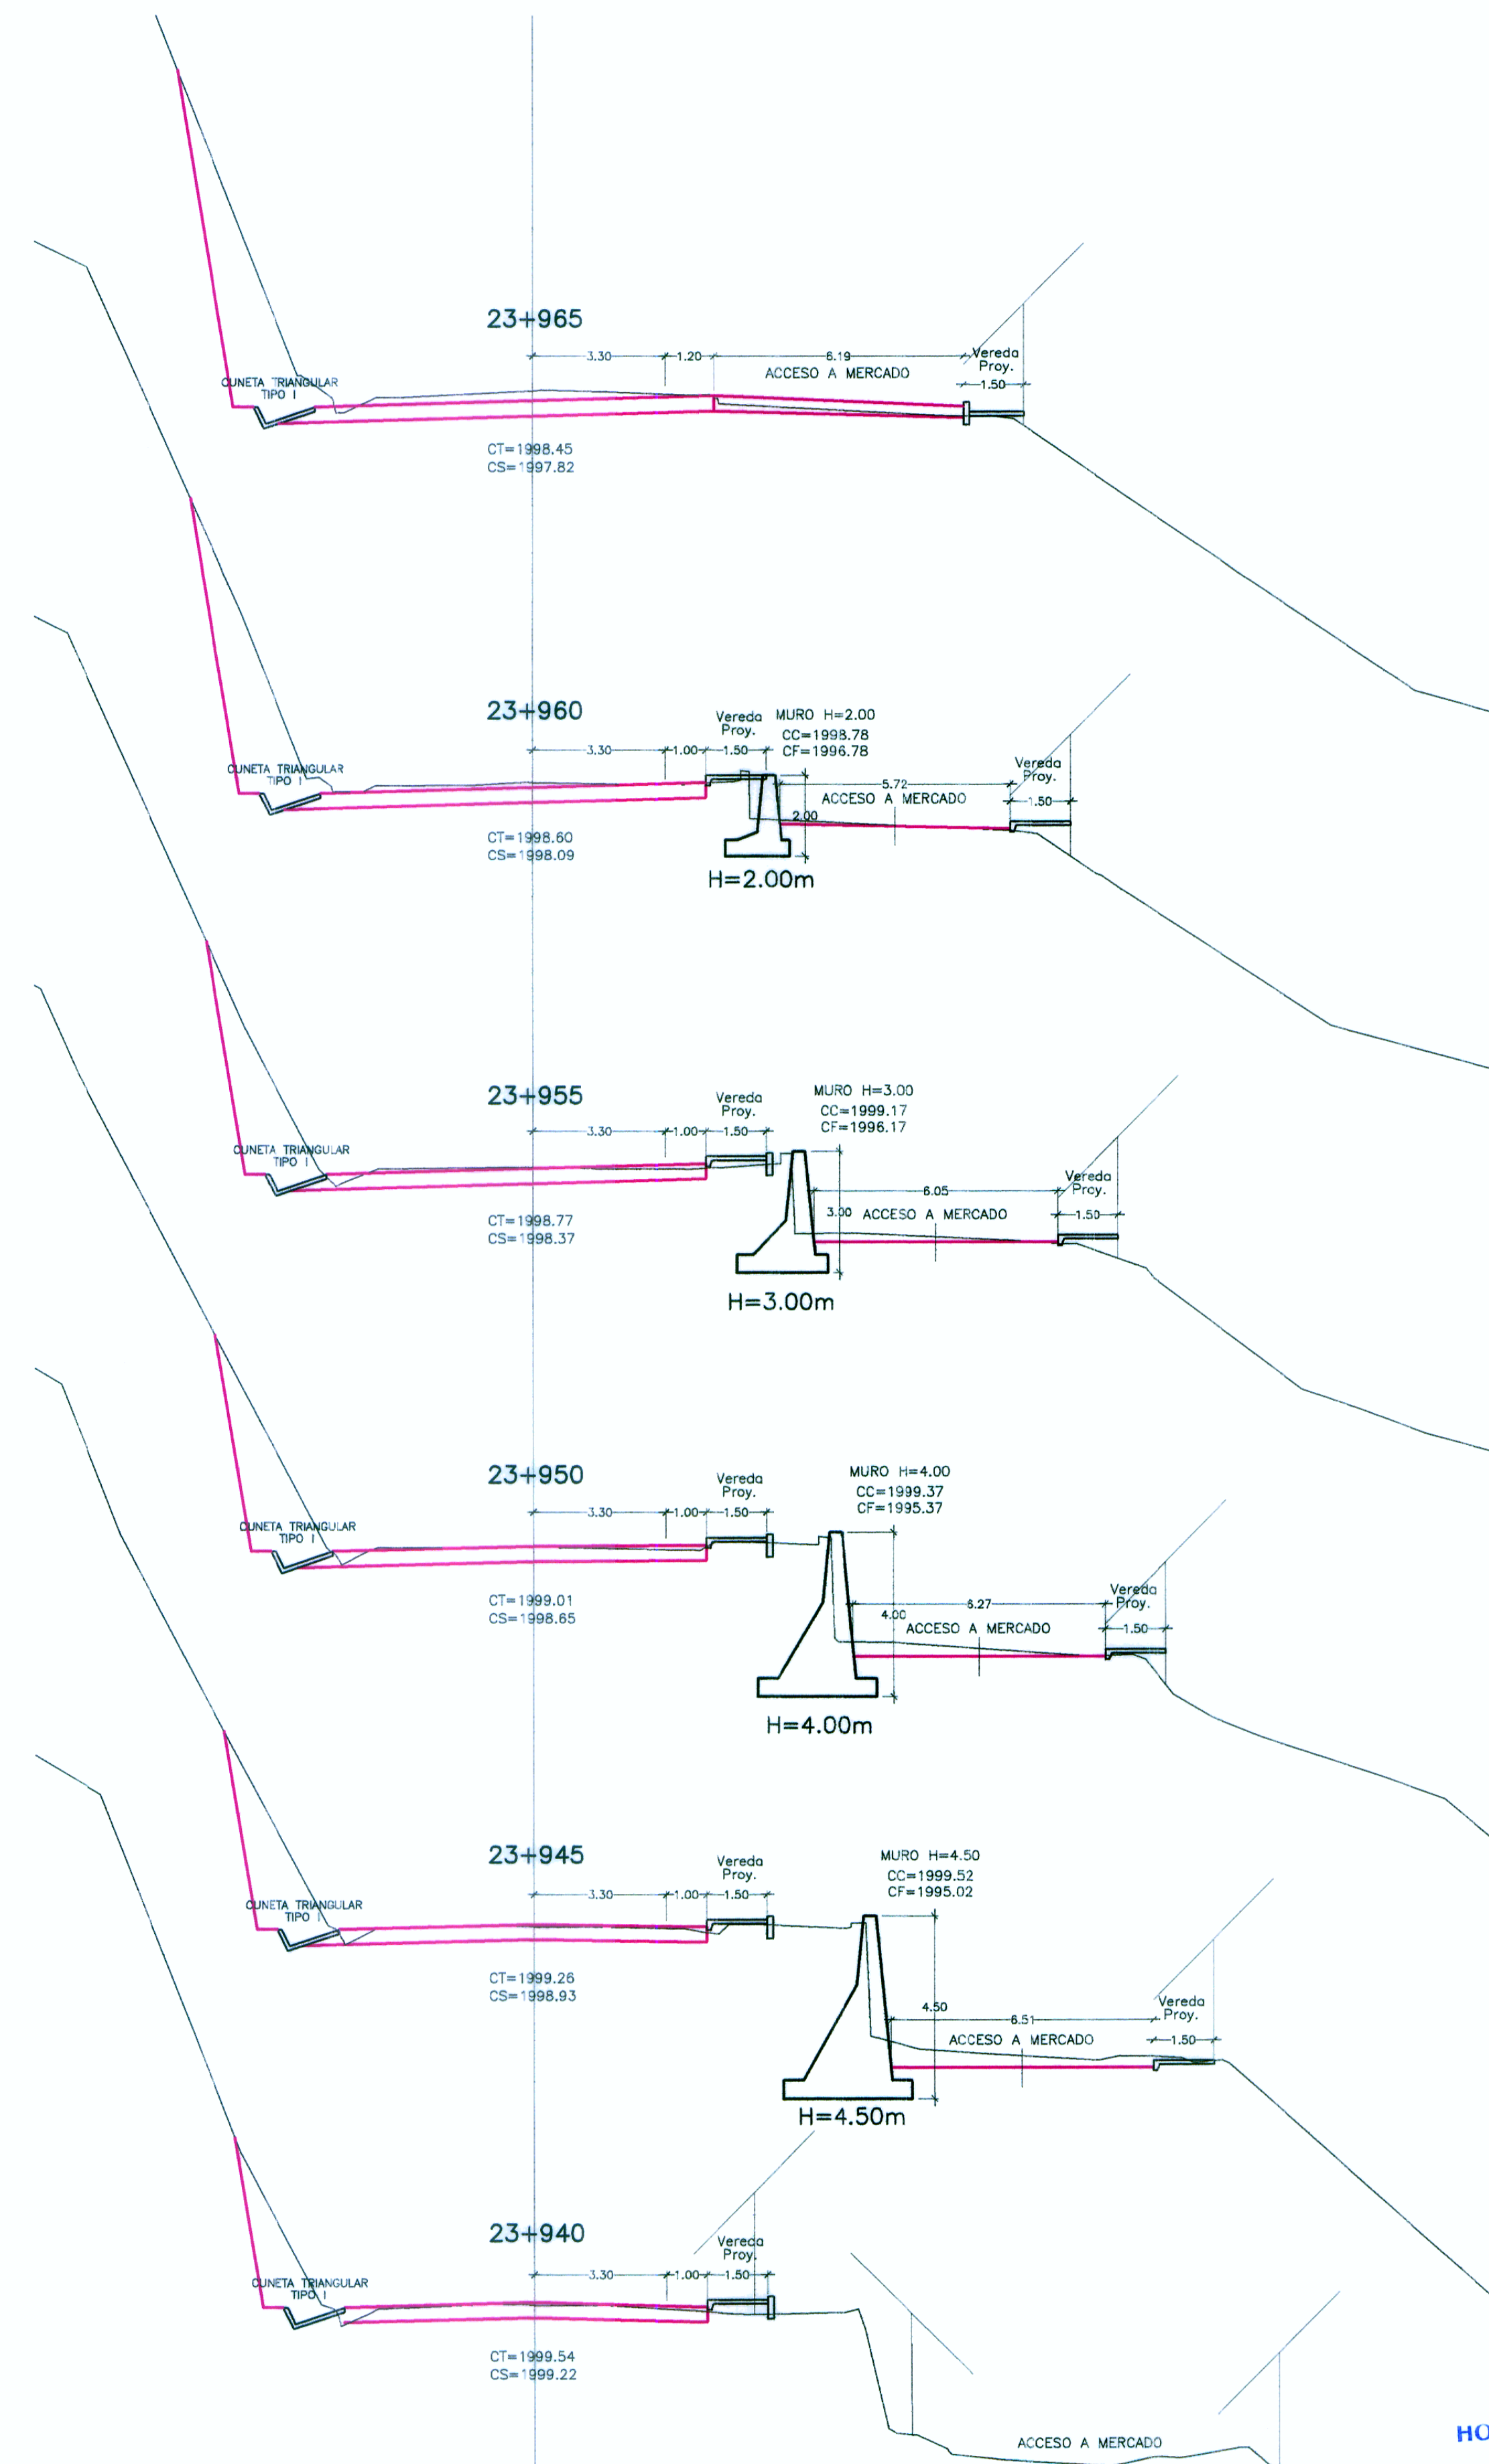 23+965
3.30
1.20
6.19
Vereda
Proy.
ACCESO A MERCADO
1.50
CUNETA TRIANGULAR
TIPO I
CT=1998.45
CS=1997.82
23+960
Vereda
Proy.
MURO H=2.00
CC=1998.78
CF=1996.78
3.30
1.00
1.50
Vereda
Proy.
CUNETA TRIANGULAR
TIPO I
5.72
ACCESO A MERCADO
1.50
2.00
CT=1998.60
CS=1998.09
H=2.00m
23+955
Vereda
Proy.
MURO H=3.00
CC=1999.17
CF=1996.17
3.30
1.00
1.50
CUNETA TRIANGULAR
TIPO I
Vereda
Proy.
6.05
3.00
ACCESO A MERCADO
1.50
CT=1998.77
CS=1998.37
H=3.00m
23+950
Vereda
Proy.
MURO H=4.00
CC=1999.37
CF=1995.37
3.30
1.00
1.50
CUNETA TRIANGULAR
TIPO I
Vereda
Proy.
6.27
4.00
ACCESO A MERCADO
1.50
CT=1999.01
CS=1998.65
H=4.00m
23+945
Vereda
Proy.
MURO H=4.50
CC=1999.52
CF=1995.02
3.30
1.00
1.50
CUNETA TRIANGULAR
TIPO I
CT=1999.26
CS=1998.93
4.50
6.51
Vereda
Proy.
ACCESO A MERCADO
1.50
H=4.50m
23+940
Vereda
Proy.
3.30
1.00
1.50
CUNETA TRIANGULAR
TIPO I
CT=1999.54
CS=1999.22
ACCESO A MERCADO
HO